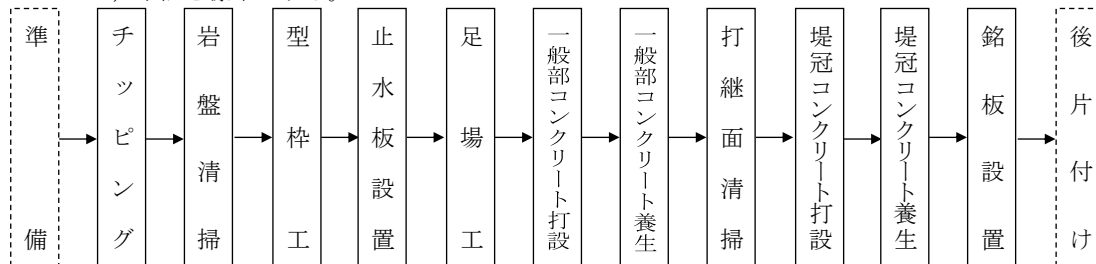 準備
チッピング
岩盤清掃
型枠工
止水板設置
足場工
一般部コンクリート打設
一般部コンクリート養生
打継面清掃
堤冠コンクリート打設
堤冠コンクリート養生
銘板設置
後片付け